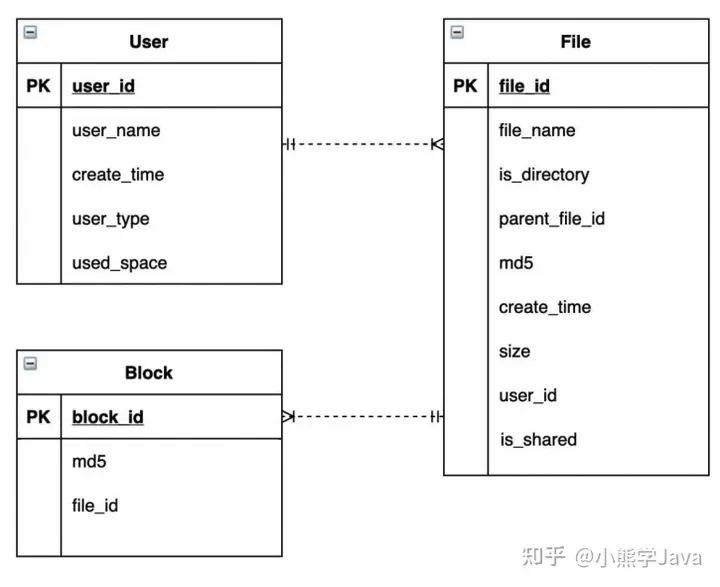 User
PK user_id
user_name
create_time
user_type
used_space
File
PK file_id
file_name
is_directory
parent_file_id
md5
create_time
size
user_id
is_shared
Block
PK block_id
md5
file_id
知乎 @小熊学Java